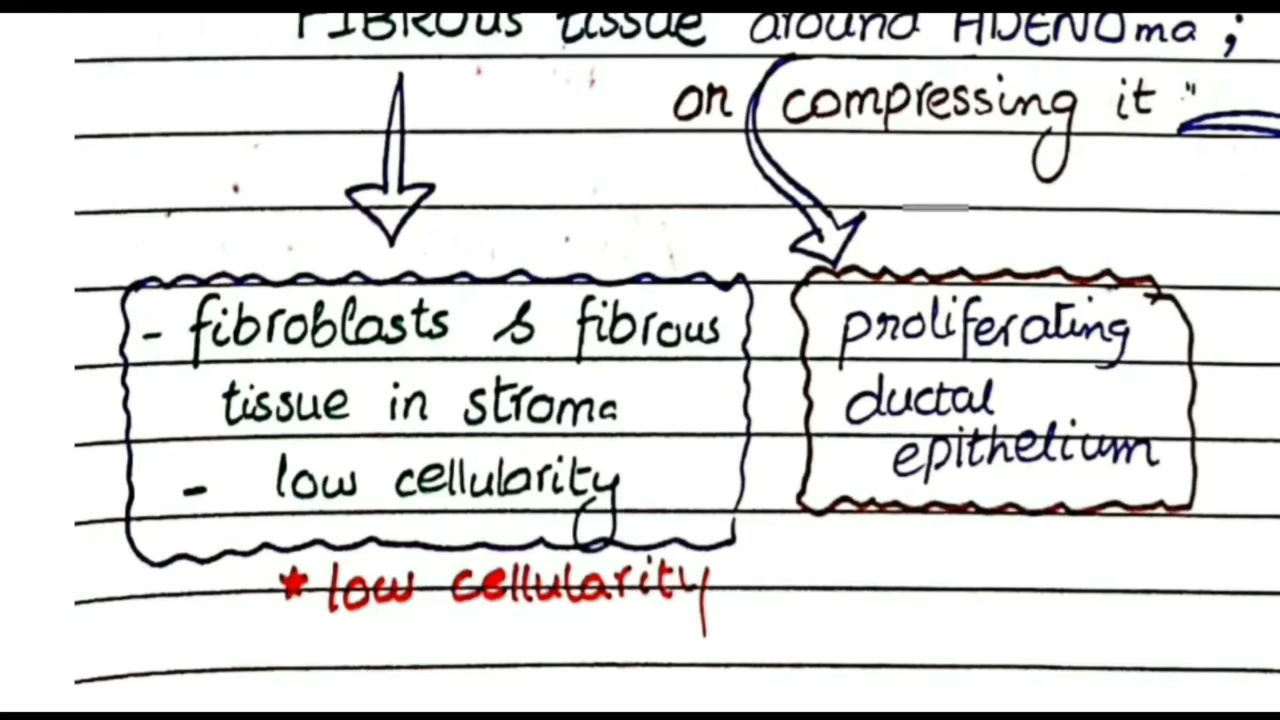 FIBROUS tissue around ADENOma ;
on compressing it "
- fibroblasts & fibrous
tissue in stroma
- low cellularity
* low cellularity
proliferating
ductal
epithelium